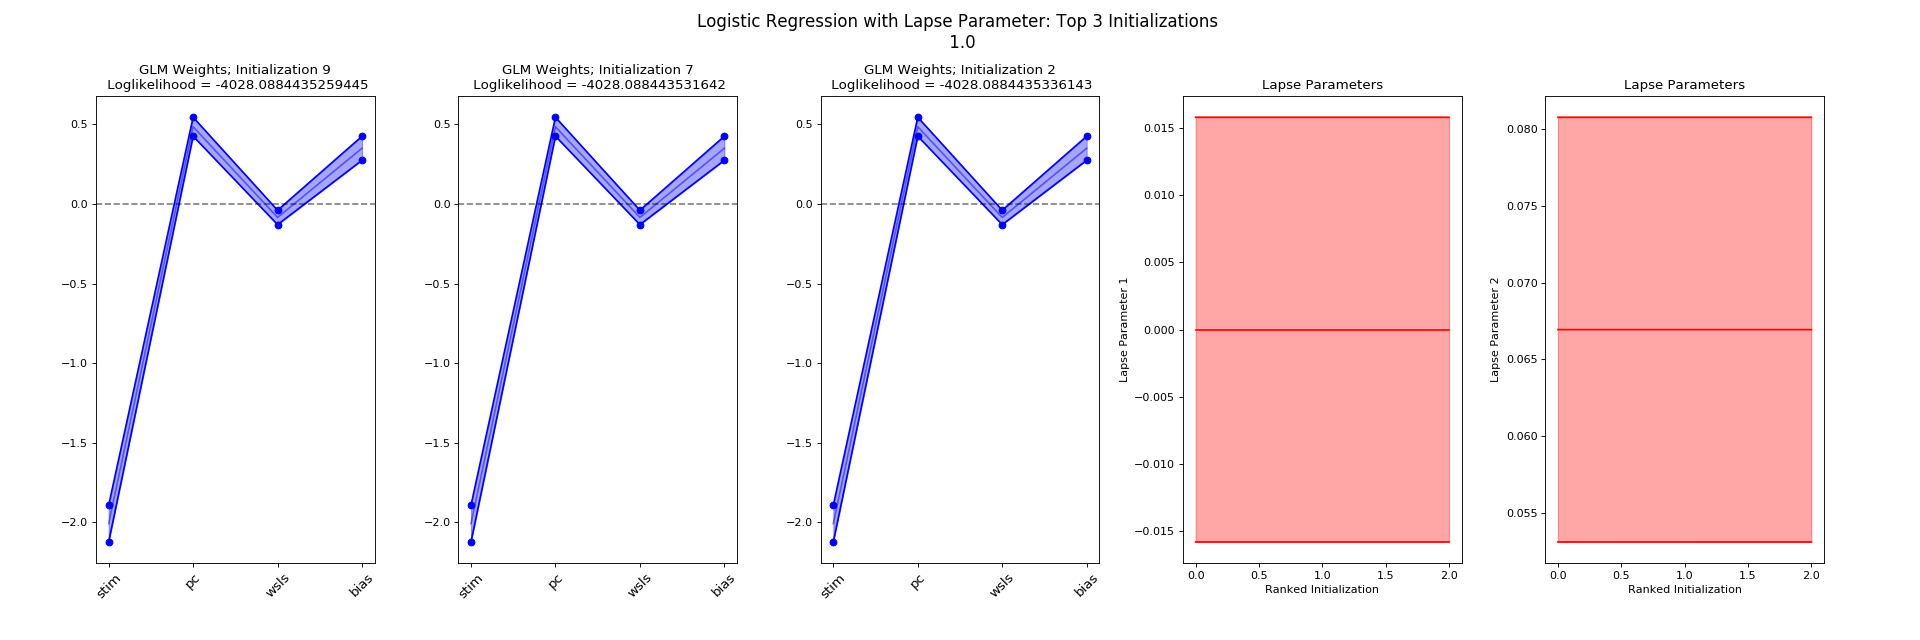 Logistic Regression with Lapse Parameter: Top 3 Initializations
1.0
GLM Weights; Initialization 9
Loglikelihood = -4028.0884435259445
0.5
0.0
−0.5
−1.0
−1.5
−2.0
stim
pc
wsls
bias
GLM Weights; Initialization 7
Loglikelihood = -4028.088443531642
0.5
0.0
−0.5
−1.0
−1.5
−2.0
stim
pc
wsls
bias
GLM Weights; Initialization 2
Loglikelihood = -4028.0884435336143
0.5
0.0
−0.5
−1.0
−1.5
−2.0
stim
pc
wsls
bias
Lapse Parameters
Lapse Parameter 1
0.015
0.010
0.005
0.000
−0.005
−0.010
−0.015
0.0
0.5
1.0
1.5
2.0
Ranked Initialization
Lapse Parameters
Lapse Parameter 2
0.080
0.075
0.070
0.065
0.060
0.055
0.0
0.5
1.0
1.5
2.0
Ranked Initialization